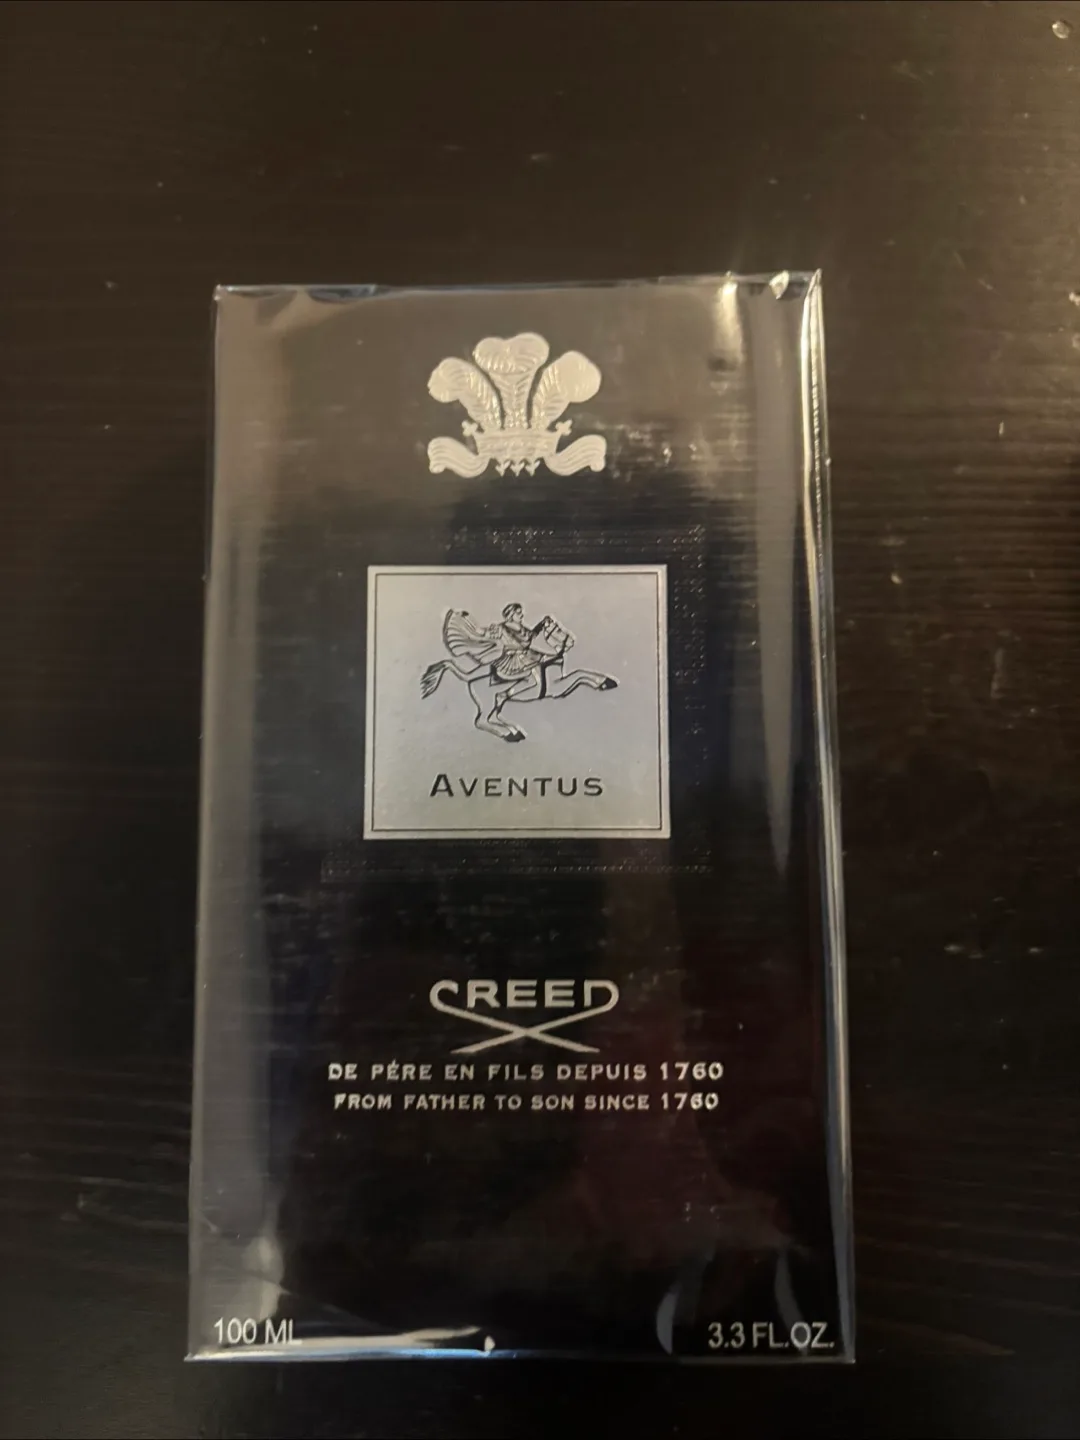 AVENTUS
CREED
DE PÉRE EN FILS DEPUIS 1760
FROM FATHER TO SON SINCE 1760
100 ML
3.3 FL.OZ.